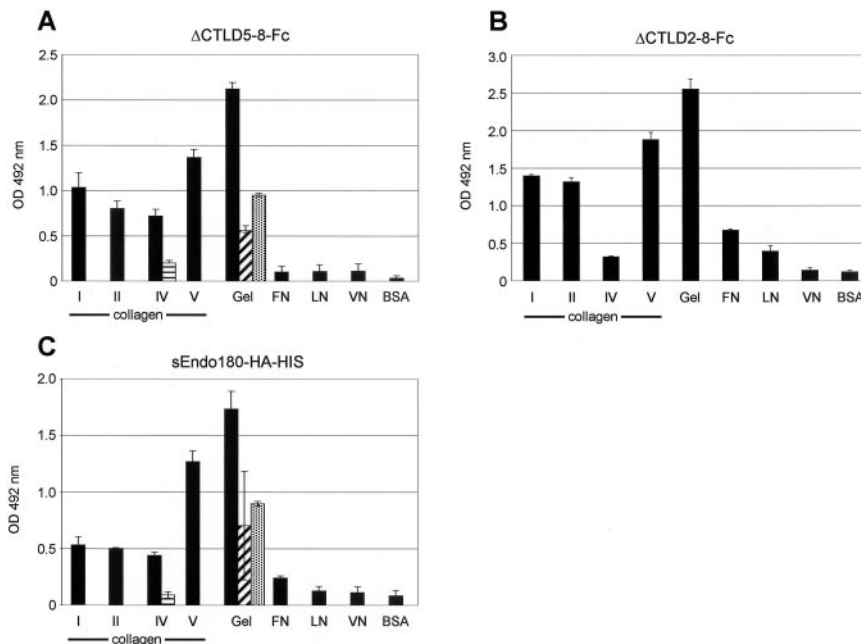 A
ΔCTLD5-8-Fc
OD 492 nm
2.5
2.0
1.5
1.0
0.5
0
I II IV V Gel FN LN VN BSA
collagen
B
ΔCTLD2-8-Fc
OD 492 nm
3.0
2.5
2.0
1.5
1.0
0.5
0
I II IV V Gel FN LN VN BSA
collagen
C
sEndo180-HA-HIS
OD 492 nm
2.0
1.5
1.0
0.5
0
I II IV V Gel FN LN VN BSA
collagen